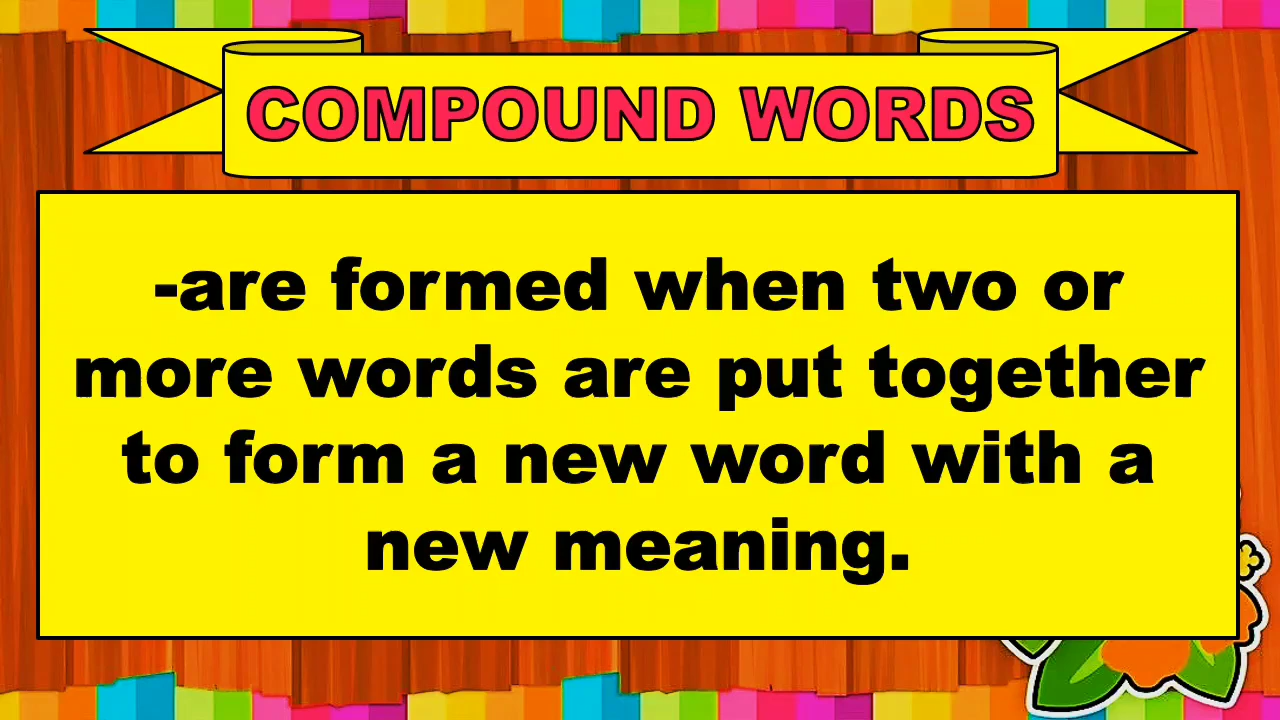 COMPOUND WORDS
-are formed when two or
more words are put together
to form a new word with a
new meaning.